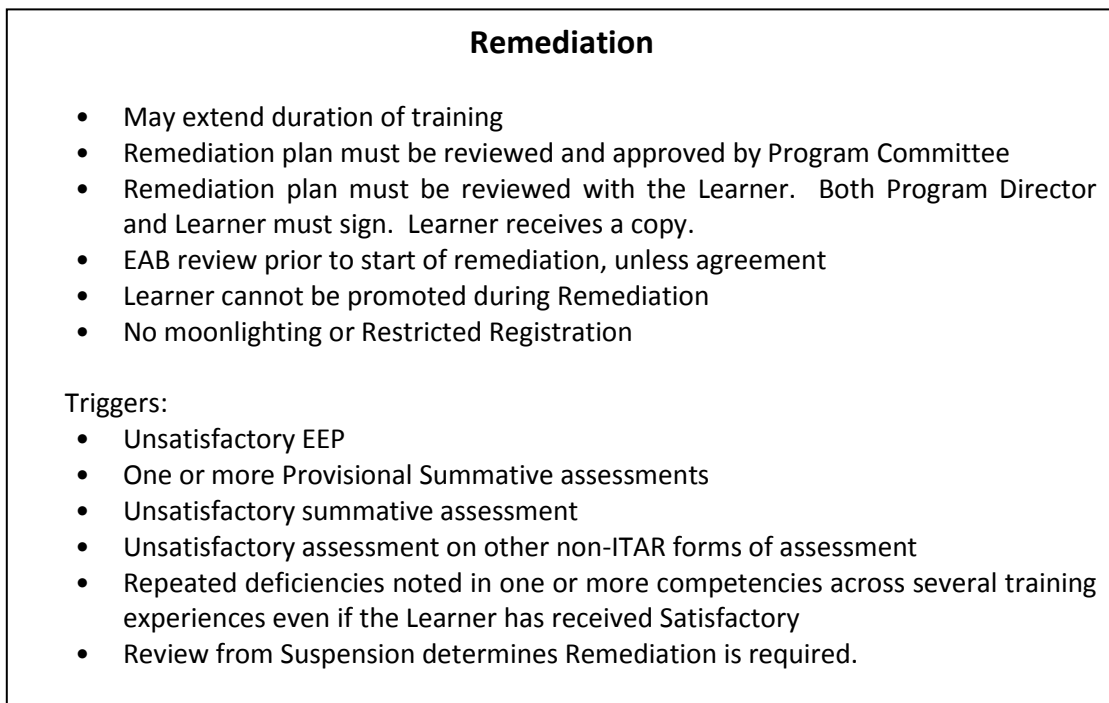 Remediation
• May extend duration of training
• Remediation plan must be reviewed and approved by Program Committee
• Remediation plan must be reviewed with the Learner.  Both Program Director
and Learner must sign.  Learner receives a copy.
• EAB review prior to start of remediation, unless agreement
• Learner cannot be promoted during Remediation
• No moonlighting or Restricted Registration
Triggers:
• Unsatisfactory EEP
• One or more Provisional Summative assessments
• Unsatisfactory summative assessment
• Unsatisfactory assessment on other non-ITAR forms of assessment
• Repeated deficiencies noted in one or more competencies across several training
experiences even if the Learner has received Satisfactory
• Review from Suspension determines Remediation is required.